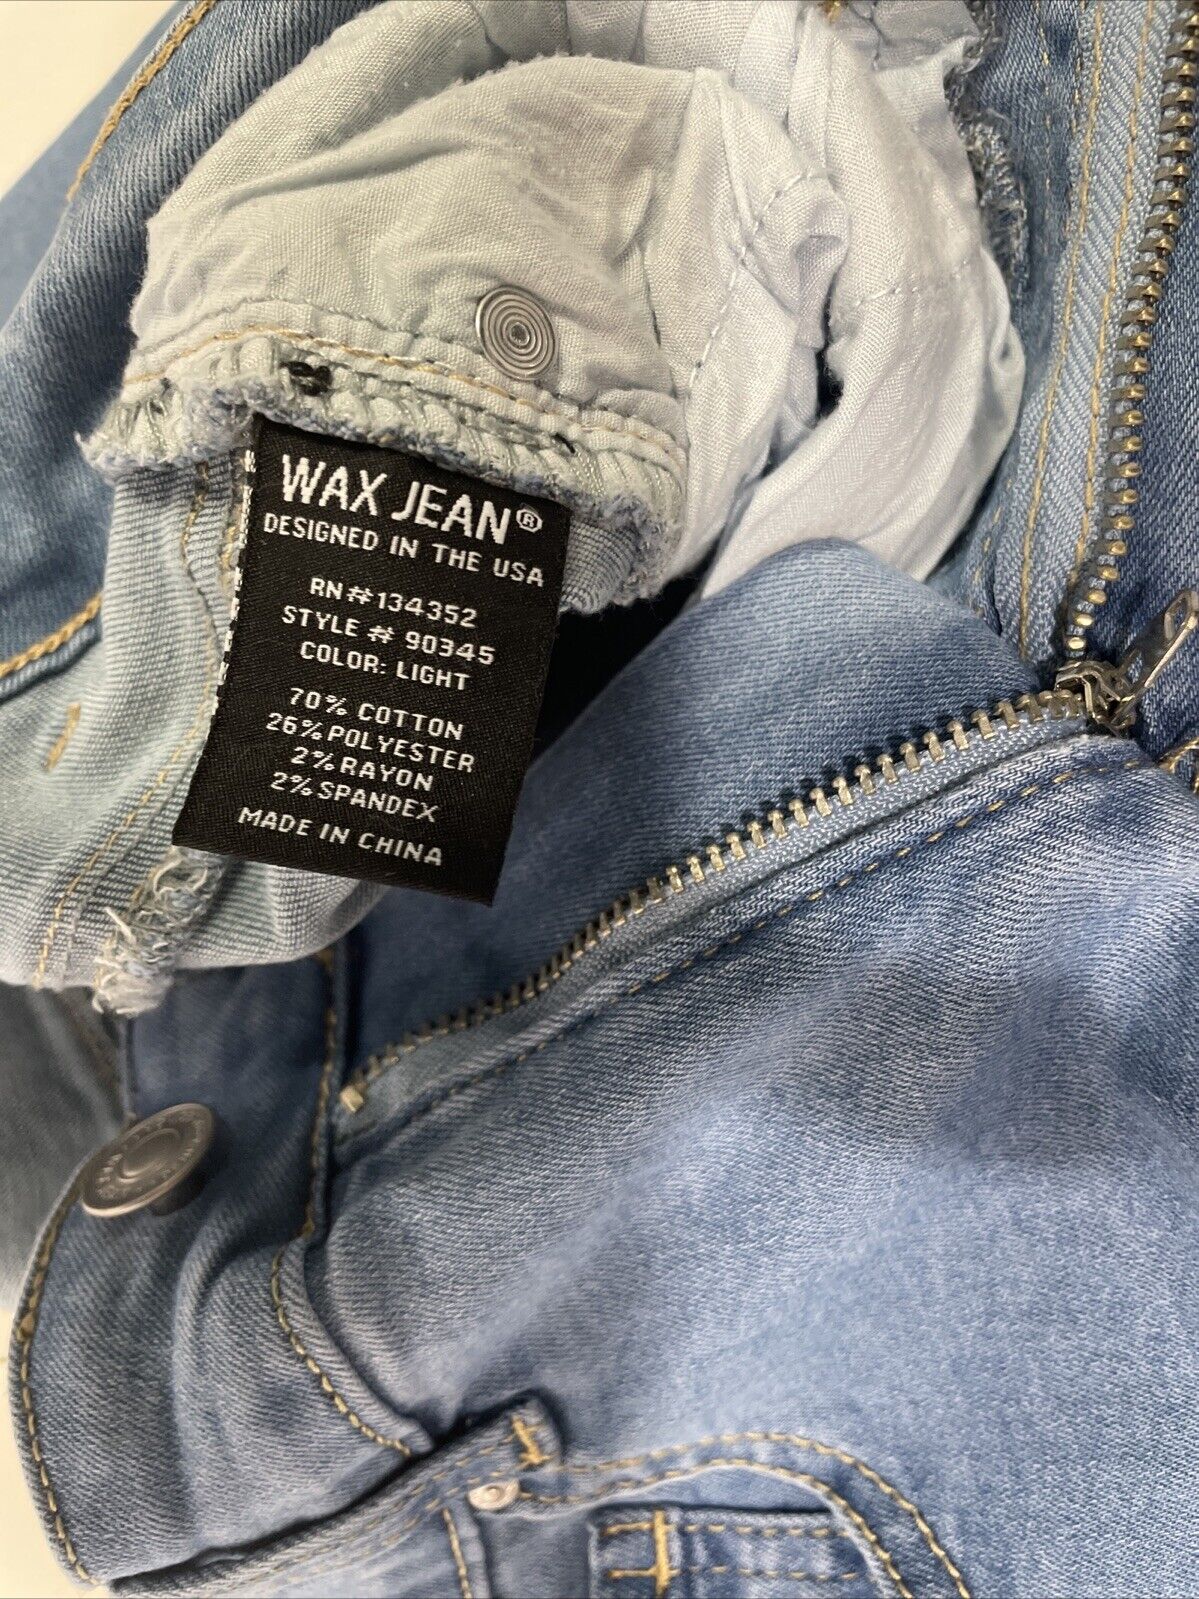 WAX JEAN®
DESIGNED IN THE USA
RN#134352
STYLE # 90345
COLOR: LIGHT
70% COTTON
26% POLYESTER
2% RAYON
2% SPANDEX
MADE IN CHINA